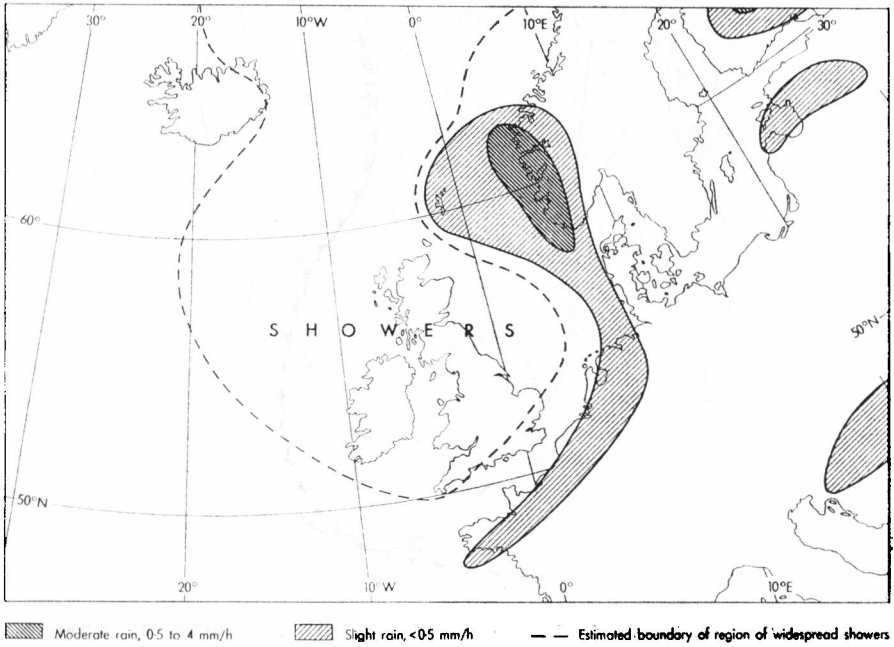 30° 20° 10°W 0° 10°E 20° 30°
60°
S H O W E R S
50°N
50°N
20° 10°W 0° 10°E
Moderate rain, 0·5 to 4 mm/h Slight rain, <0·5 mm/h Estimated boundary of region of widespread showers